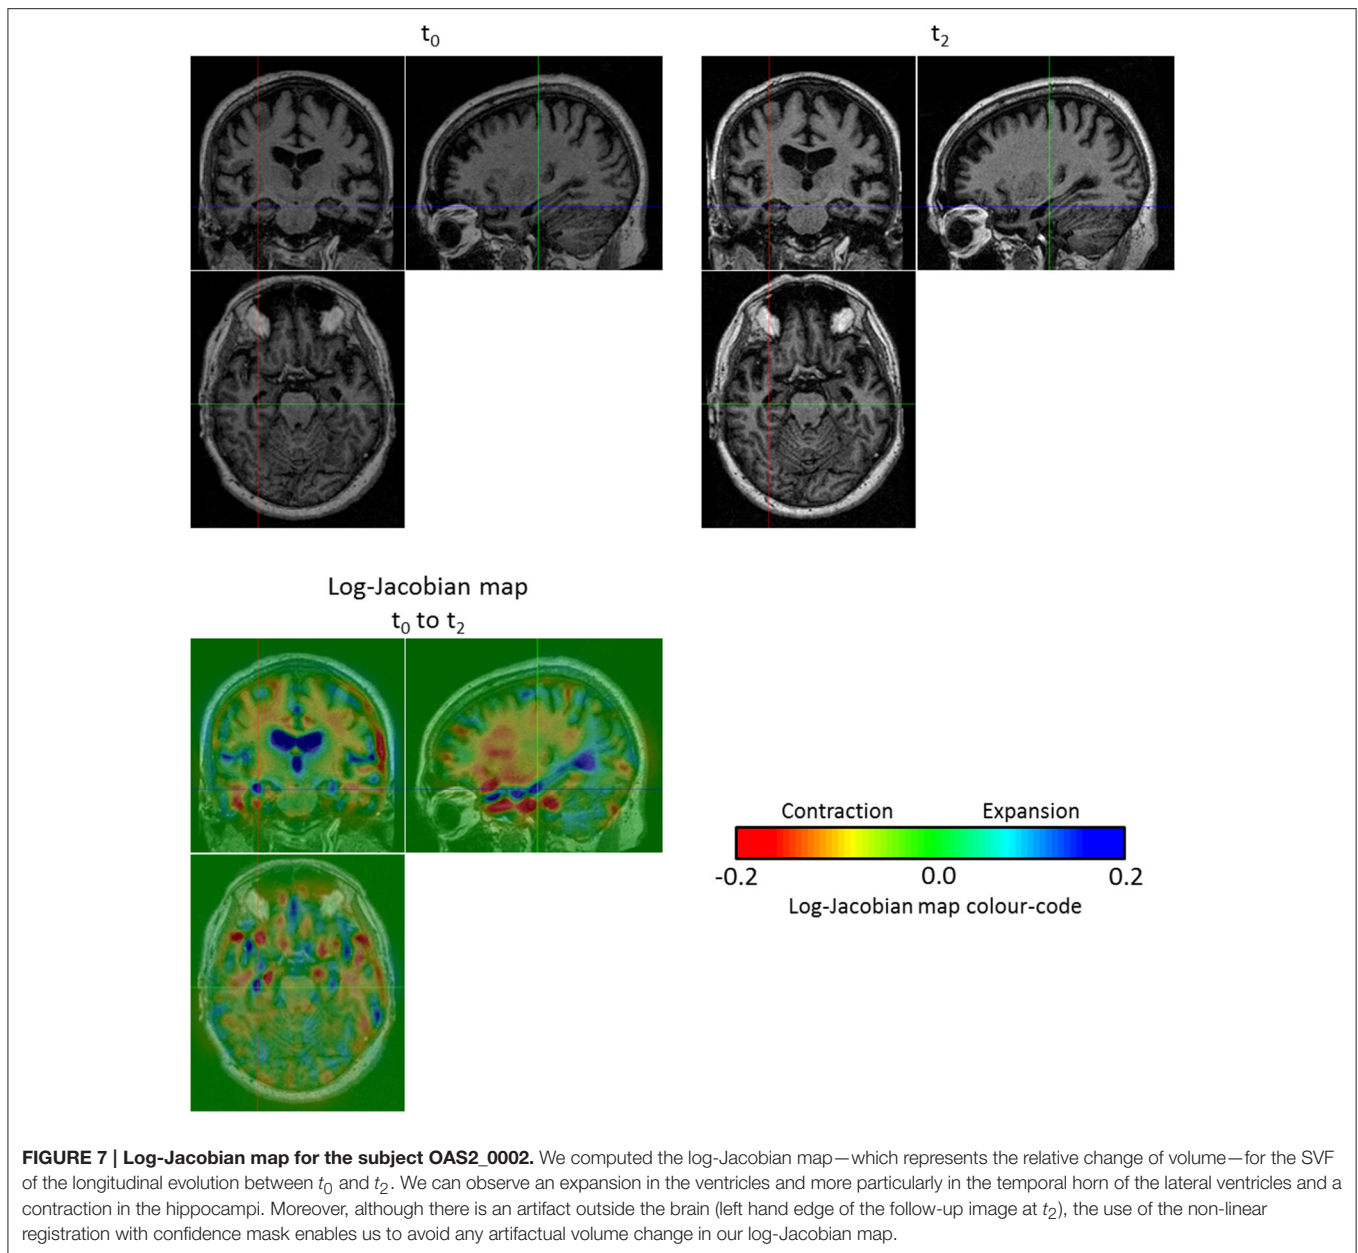 t0
t2
Log-Jacobian map
t0 to t2
Contraction Expansion
-0.2 0.0 0.2
Log-Jacobian map colour-code
FIGURE 7 | Log-Jacobian map for the subject OAS2_0002. We computed the log-Jacobian map—which represents the relative change of volume—for the SVF
of the longitudinal evolution between t0 and t2. We can observe an expansion in the ventricles and more particularly in the temporal horn of the lateral ventricles and a
contraction in the hippocampi. Moreover, although there is an artifact outside the brain (left hand edge of the follow-up image at t2), the use of the non-linear
registration with confidence mask enables us to avoid any artifactual volume change in our log-Jacobian map.